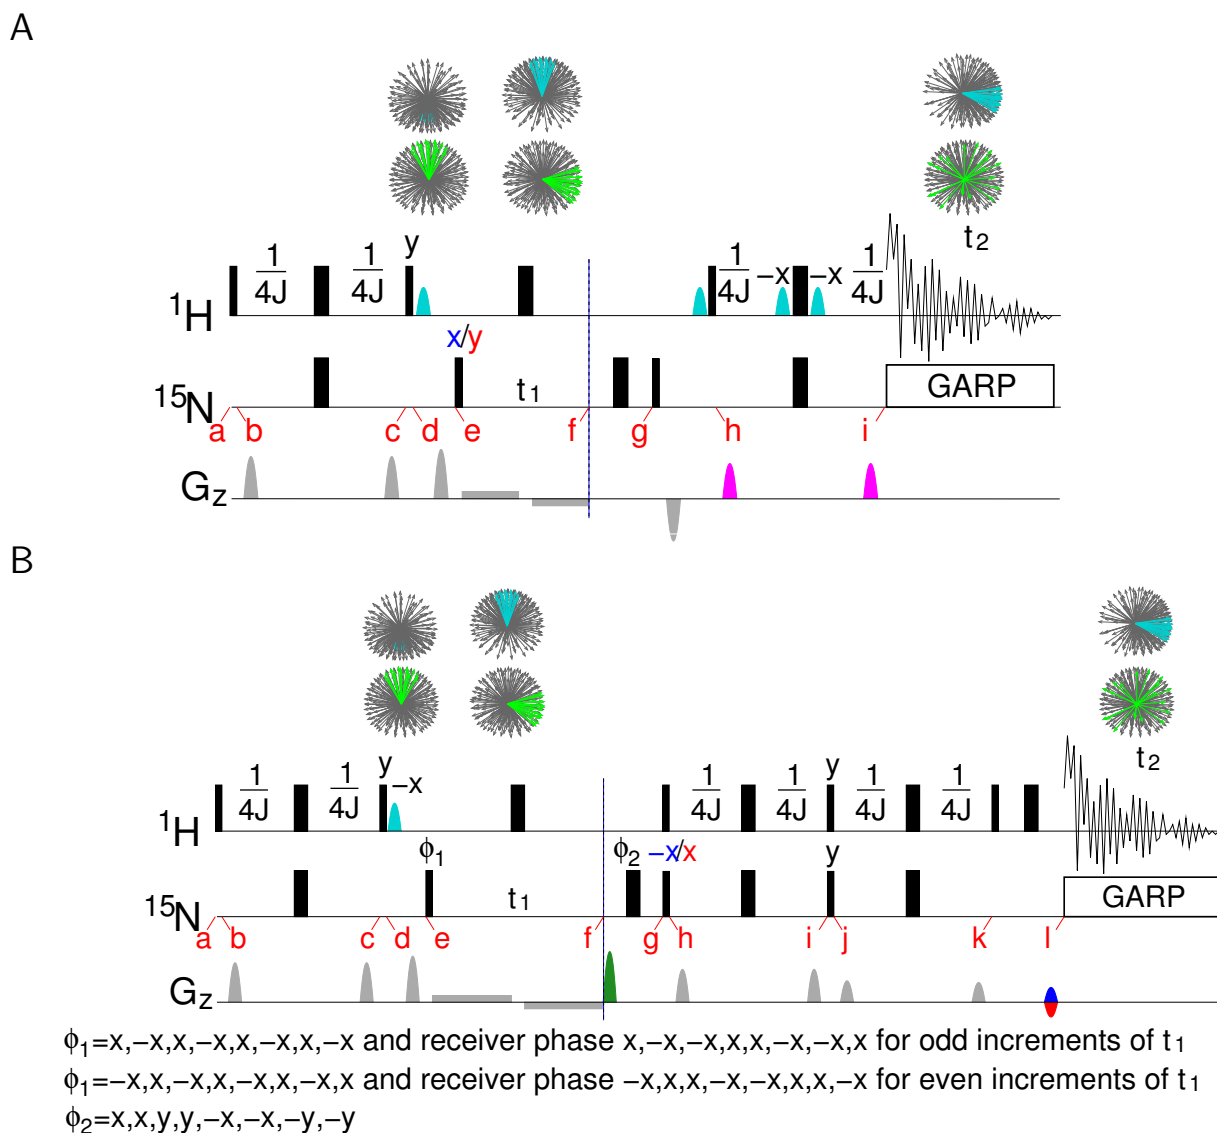 A
1/4J 1/4J y 1/4J −x −x 1/4J t2
1H
x/y
15N t1 GARP
a b c d e f g h i
Gz
B
1/4J 1/4J y −x 1/4J 1/4J y 1/4J 1/4J t2
1H
ϕ1 ϕ2 −x/x y
15N t1 GARP
a b c d e f g h i j k l
Gz
ϕ1=x,−x,x,−x,x,−x,x,−x and receiver phase x,−x,−x,x,x,−x,−x,x for odd increments of t1
ϕ1=−x,x,−x,x,−x,x,−x,x and receiver phase −x,x,x,−x,−x,x,x,−x for even increments of t1
ϕ2=x,x,y,y,−x,−x,−y,−y